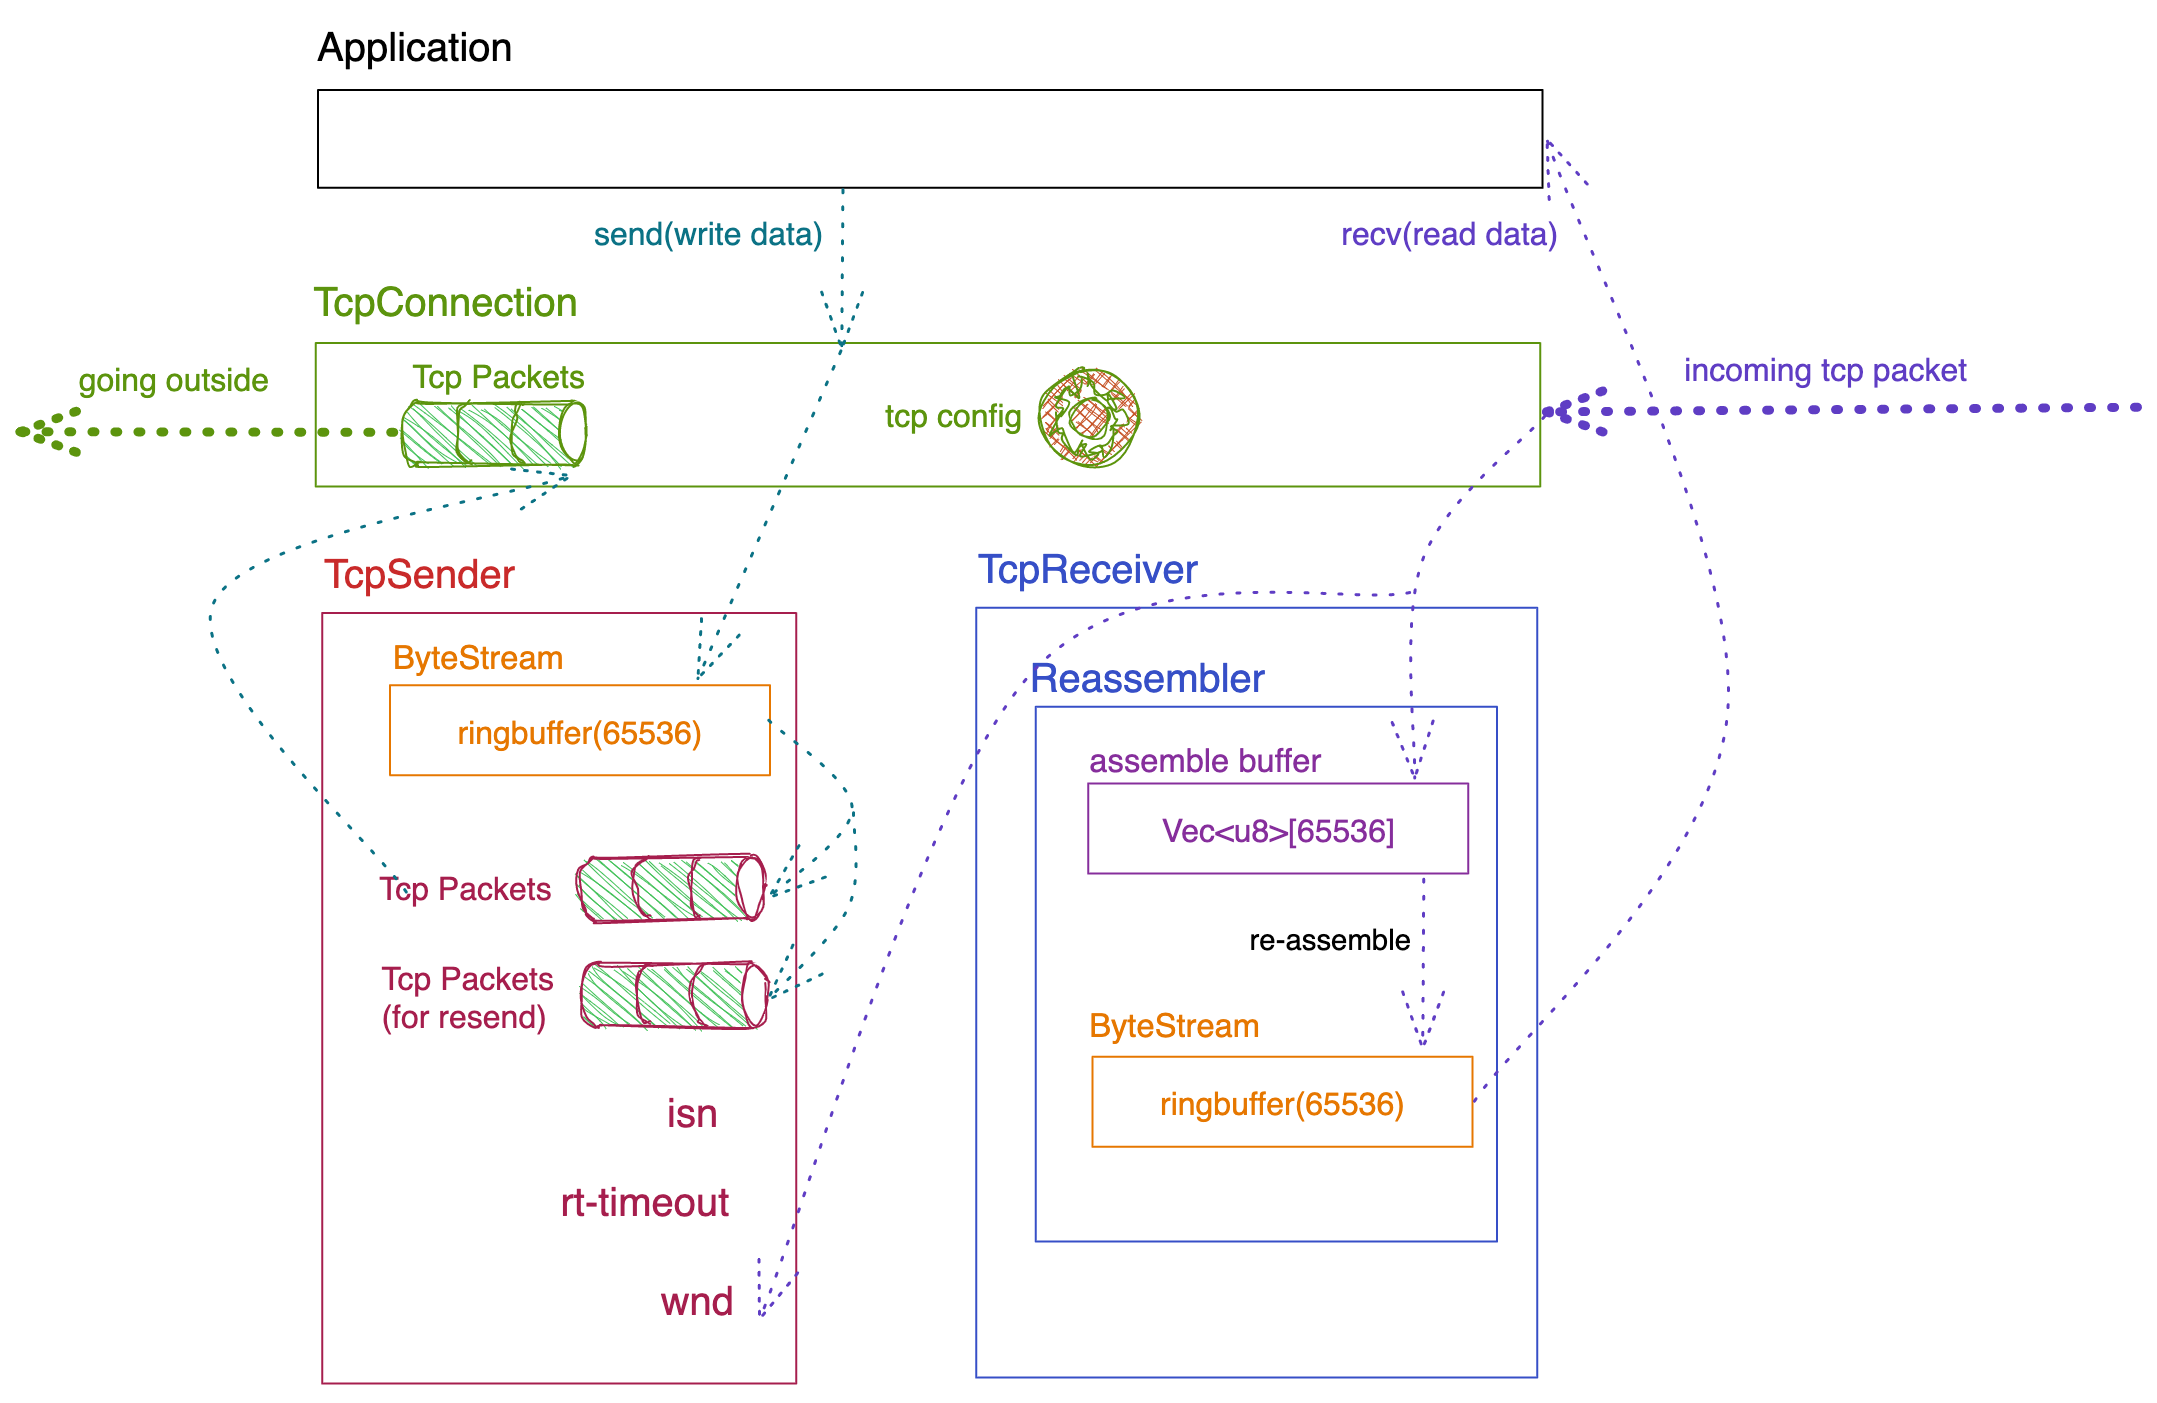 Application
send(write data)
recv(read data)
TcpConnection
going outside
Tcp Packets
tcp config
incoming tcp packet
TcpSender
ByteStream
ringbuffer(65536)
Tcp Packets
Tcp Packets
(for resend)
isn
rt-timeout
wnd
TcpReceiver
Reassembler
assemble buffer
Vec<u8>[65536]
re-assemble
ByteStream
ringbuffer(65536)